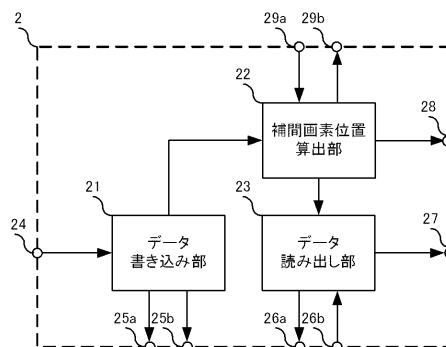 2
29a
29b
22
補間画素位置
算出部
28
21
23
24
データ
書き込み部
データ
読み出し部
27
25a
25b
26a
26b